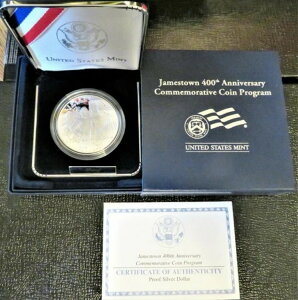 UNITED STATES MINT
Jamestown 400th Anniversary
Commemorative Coin Program
UNITED STATES MINT
Jamestown 400th Anniversary
Commemorative Coin Program
CERTIFICATE OF AUTHENTICITY
Proof Silver Dollar